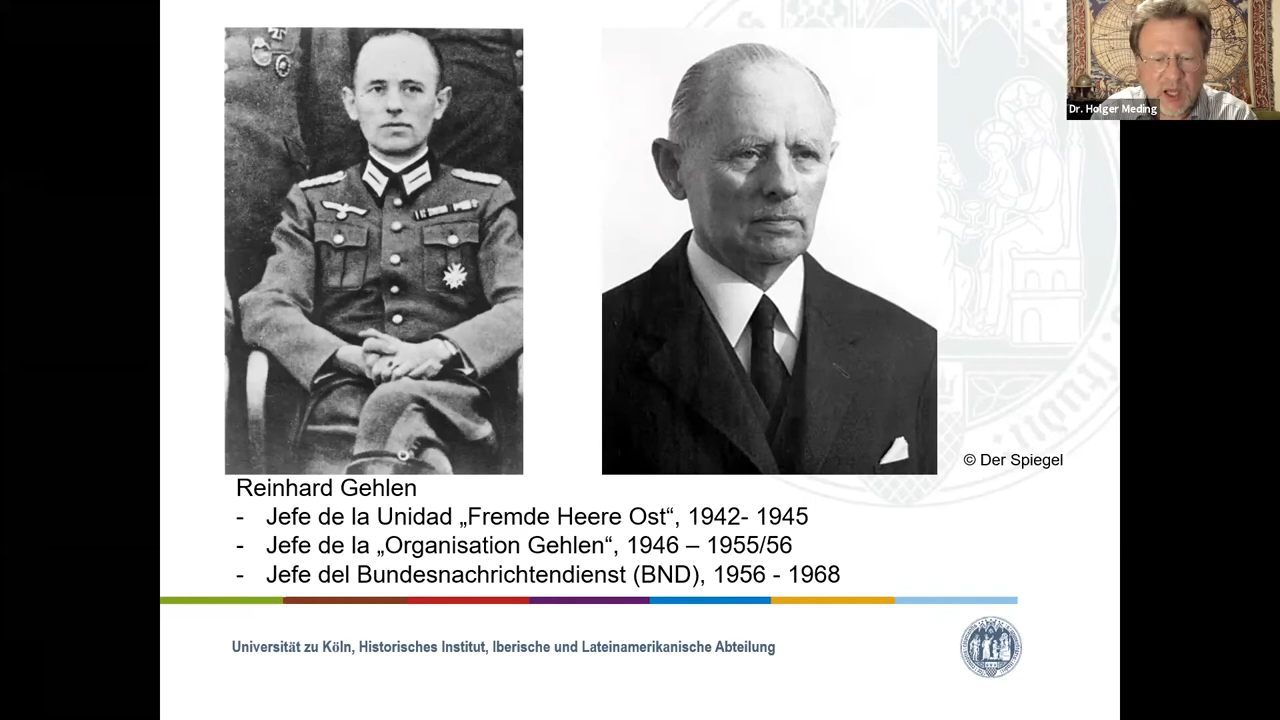 Dr. Holger Meding
© Der Spiegel
Reinhard Gehlen
- Jefe de la Unidad „Fremde Heere Ost“, 1942- 1945
- Jefe de la „Organisation Gehlen“, 1946 – 1955/56
- Jefe del Bundesnachrichtendienst (BND), 1956 - 1968
Universität zu Köln, Historisches Institut, Iberische und Lateinamerikanische Abteilung